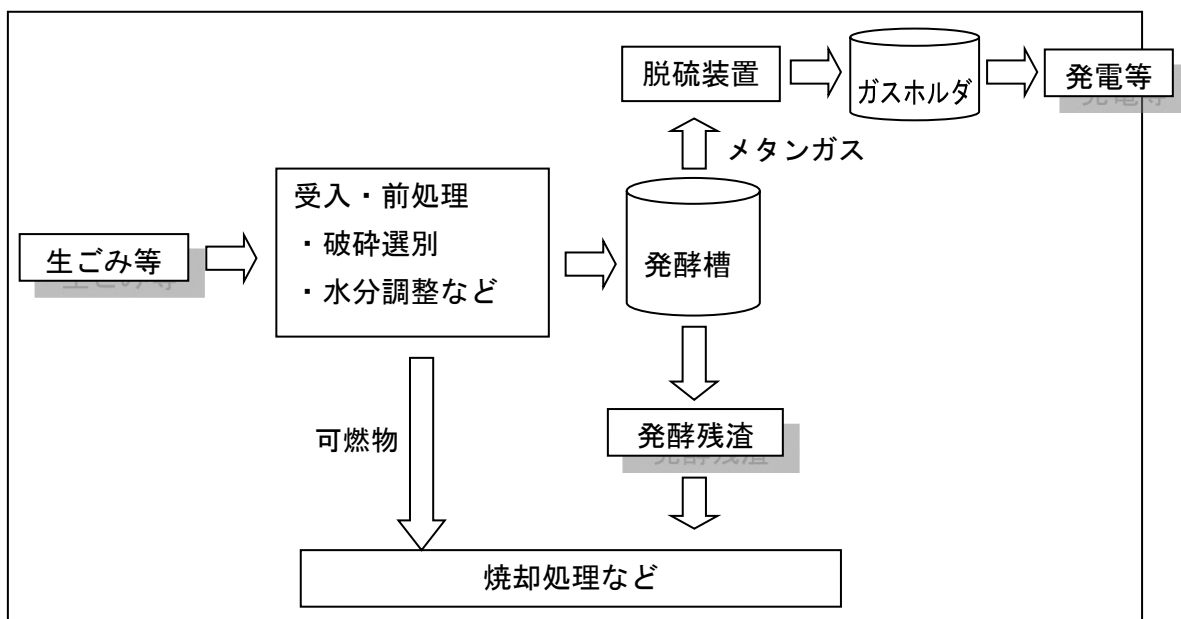 脱硫装置
ガスホルダ
発電等
メタンガス
受入・前処理
・破砕選別
・水分調整など
生ごみ等
発酵槽
可燃物
発酵残渣
焼却処理など